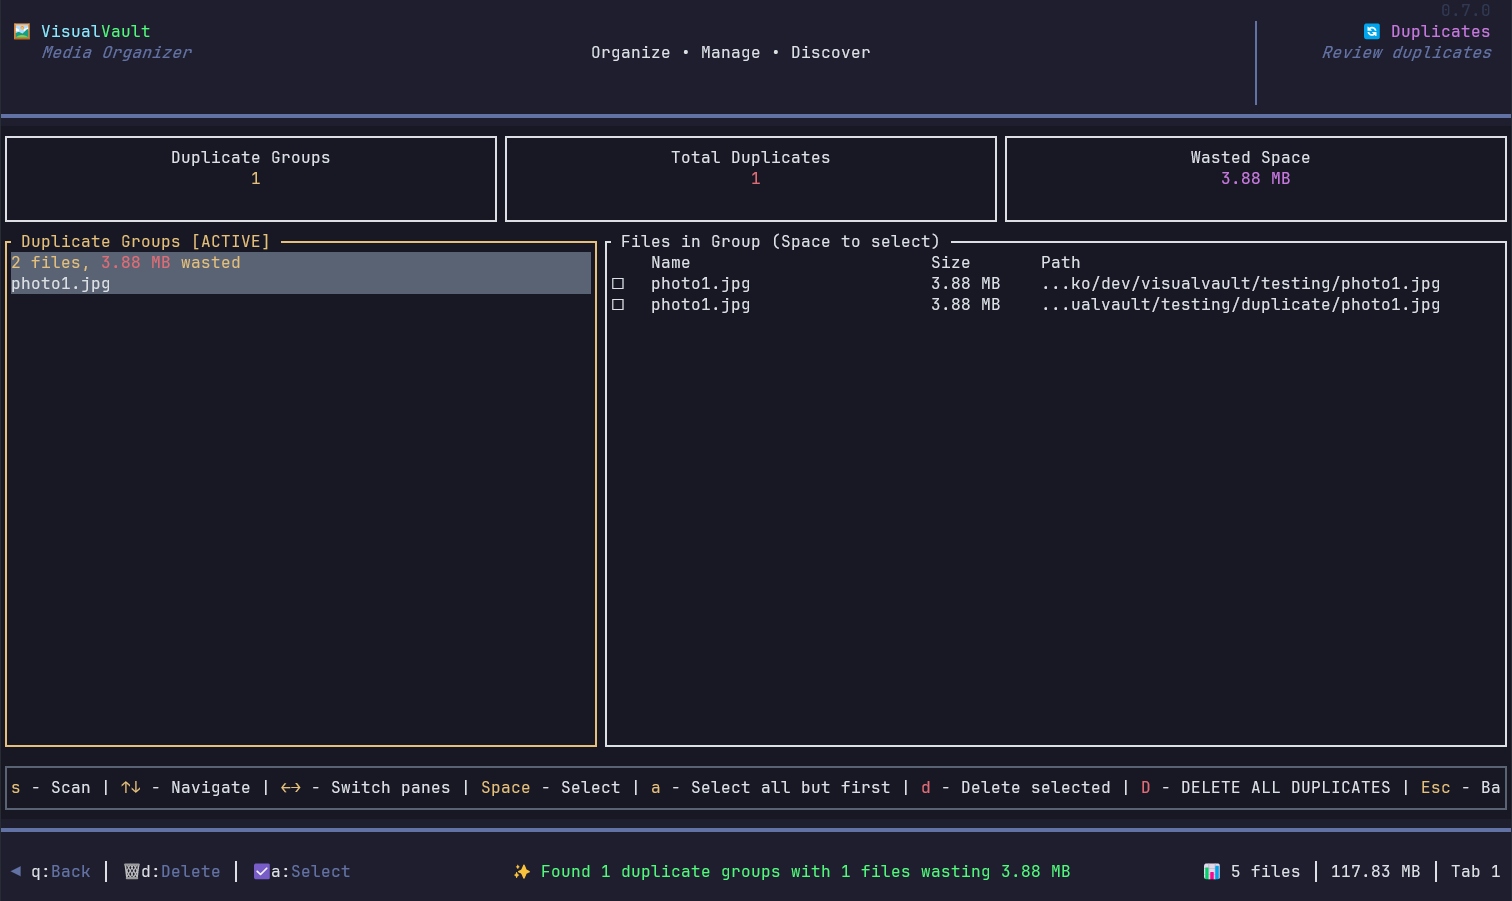 0.7.0
VisualVault
Duplicates
Media Organizer
Organize • Manage • Discover
Review duplicates
Duplicate Groups
1
Total Duplicates
1
Wasted Space
3.88 MB
Duplicate Groups [ACTIVE]
2 files, 3.88 MB wasted
photo1.jpg
Files in Group (Space to select)
Name Size Path
☐ photo1.jpg 3.88 MB ...ko/dev/visualvault/testing/photo1.jpg
☐ photo1.jpg 3.88 MB ...ualvault/testing/duplicate/photo1.jpg
s - Scan | ↑↓ - Navigate | ←→ - Switch panes | Space - Select | a - Select all but first | d - Delete selected | D - DELETE ALL DUPLICATES | Esc - Ba
◄ q:Back | 🗑d:Delete | ☑a:Select
✨ Found 1 duplicate groups with 1 files wasting 3.88 MB
📊 5 files | 117.83 MB | Tab 1